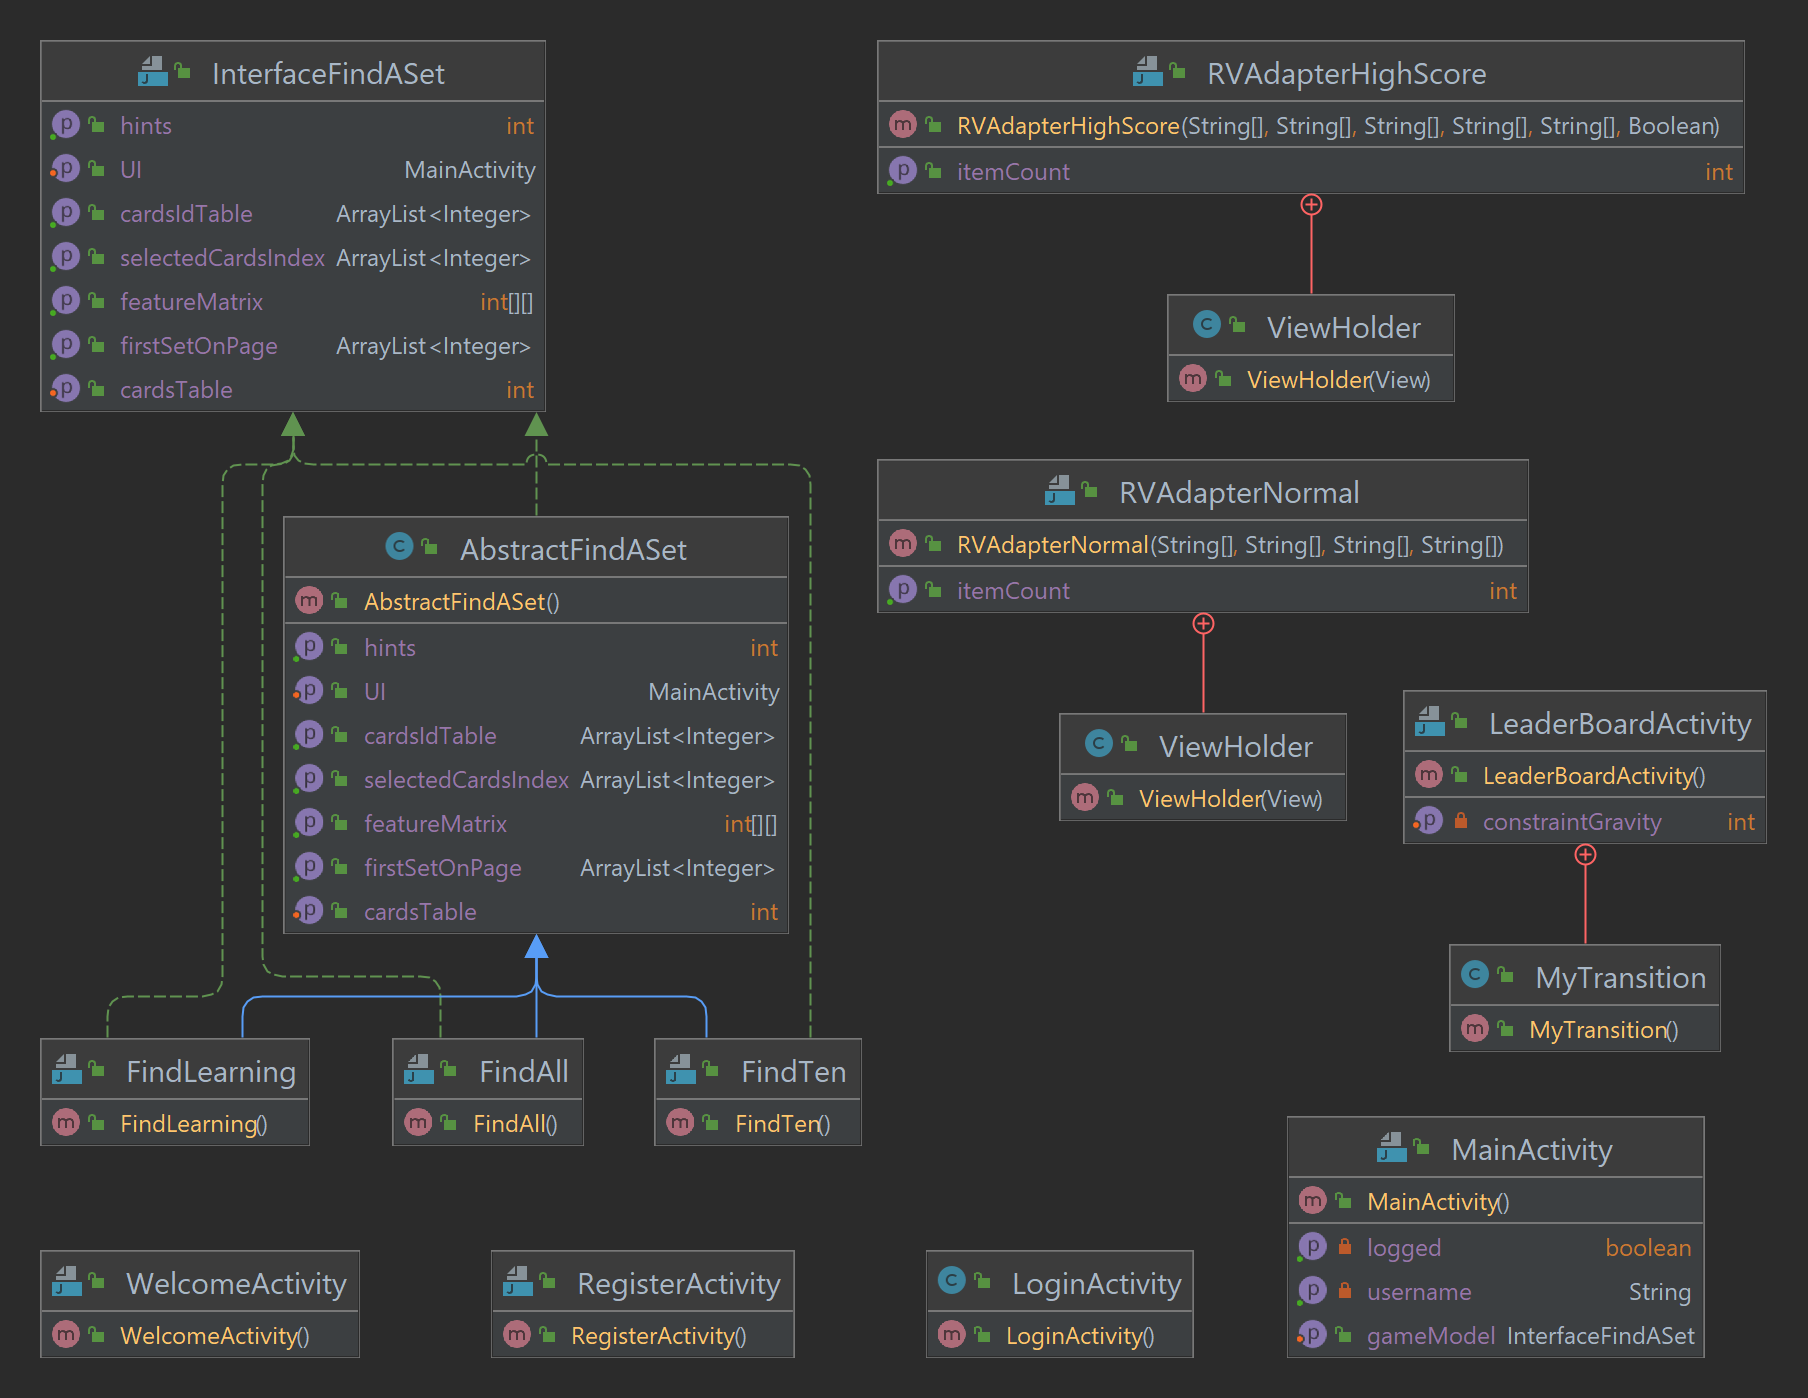 InterfaceFindASet
hints int
UI MainActivity
cardsIdTable ArrayList<Integer>
selectedCardsIndex ArrayList<Integer>
featureMatrix int[][]
firstSetOnPage ArrayList<Integer>
cardsTable int
AbstractFindASet
AbstractFindASet()
hints int
UI MainActivity
cardsIdTable ArrayList<Integer>
selectedCardsIndex ArrayList<Integer>
featureMatrix int[][]
firstSetOnPage ArrayList<Integer>
cardsTable int
FindLearning
FindLearning()
FindAll
FindAll()
FindTen
FindTen()
RVAdapterHighScore
RVAdapterHighScore(String[], String[], String[], String[], String[], Boolean)
itemCount int
ViewHolder
ViewHolder(View)
RVAdapterNormal
RVAdapterNormal(String[], String[], String[], String[])
itemCount int
ViewHolder
ViewHolder(View)
LeaderBoardActivity
LeaderBoardActivity()
constraintGravity int
MyTransition
MyTransition()
WelcomeActivity
WelcomeActivity()
RegisterActivity
RegisterActivity()
LoginActivity
LoginActivity()
MainActivity
MainActivity()
logged boolean
username String
gameModel InterfaceFindASet